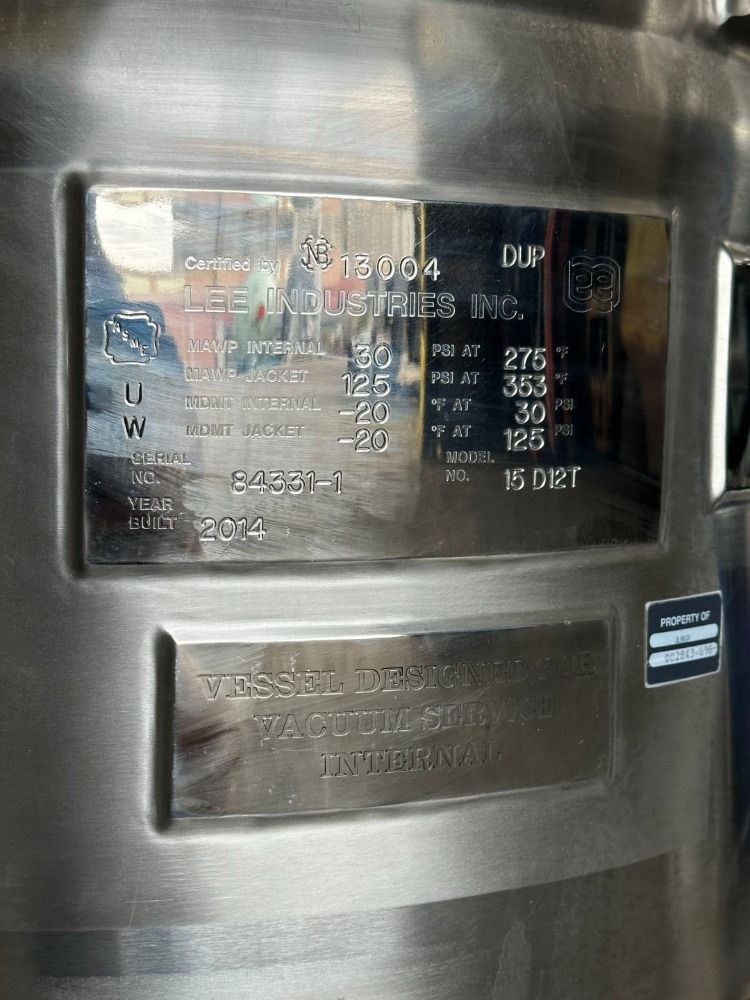 Certified by NB 13004 DUP
LEE INDUSTRIES INC.
ASME
U
W
MAWP INTERNAL 30 PSI AT 275 °F
MAWP JACKET 125 PSI AT 353 °F
MDMT INTERNAL -20 °F AT 30 PSI
MDMT JACKET -20 °F AT 125 PSI
SERIAL NO. 84331-1 MODEL NO. 15 D12T
YEAR BUILT 2014
VESSEL DESIGNED FOR
VACUUM SERVICE
INTERNAL
PROPERTY OF
AMP